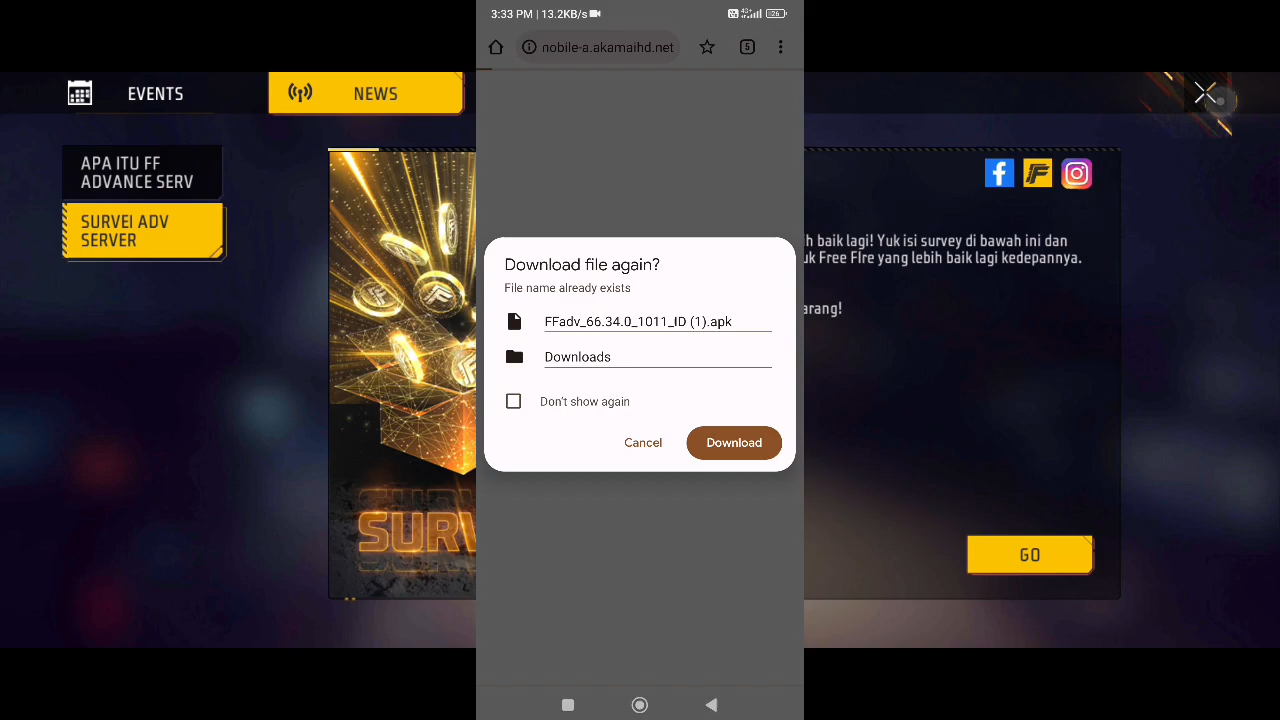 3:33 PM | 13.2KB/s
4G+
26
nobile-a.akamaihd.net
5
EVENTS
NEWS
APA ITU FF
ADVANCE SERV
SURVEI ADV
SERVER
h baik lagi! Yuk isi survey di bawah ini dan
uk Free FIre yang lebih baik lagi kedepannya.
arang!
Download file again?
File name already exists
FFadv_66.34.0_1011_ID (1).apk
Downloads
Don't show again
Cancel
Download
SURV
GO